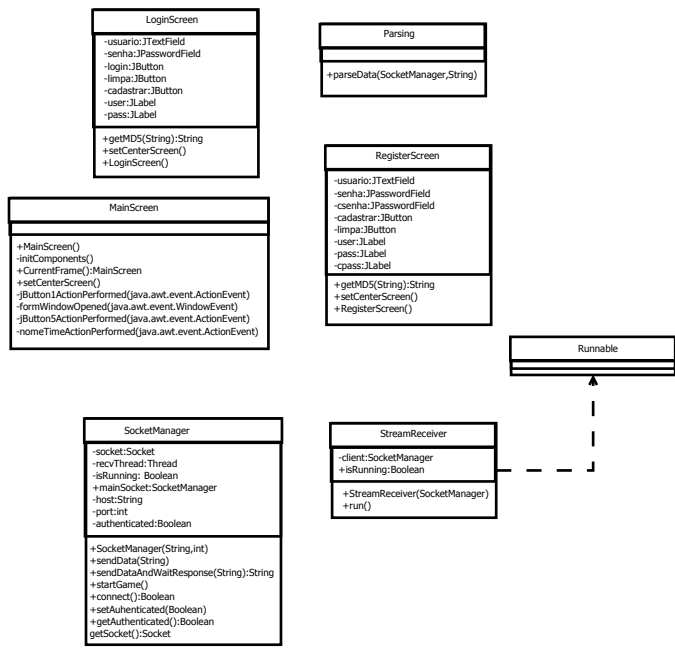 LoginScreen
-usuario:JTextField
-senha:JPasswordField
-login:JButton
-limpa:JButton
-cadastrar:JButton
-user:JLabel
-pass:JLabel
+getMD5(String):String
+setCenterScreen()
+LoginScreen()
Parsing
+parseData(SocketManager,String)
MainScreen
+MainScreen()
-initComponents()
+CurrentFrame():MainScreen
+setCenterScreen()
-jButton1ActionPerformed(java.awt.event.ActionEvent)
-formWindowOpened(java.awt.event.WindowEvent)
-jButton5ActionPerformed(java.awt.event.ActionEvent)
-nomeTimeActionPerformed(java.awt.event.ActionEvent)
RegisterScreen
-usuario:JTextField
-senha:JPasswordField
-csenha:JPasswordField
-cadastrar:JButton
-limpa:JButton
-user:JLabel
-pass:JLabel
-cpass:JLabel
+getMD5(String):String
+setCenterScreen()
+RegisterScreen()
Runnable
SocketManager
-socket:Socket
-recvThread:Thread
-isRunning: Boolean
+mainSocket:SocketManager
-host:String
-port:int
-authenticated:Boolean
+SocketManager(String,int)
+sendData(String)
+sendDataAndWaitResponse(String):String
+startGame()
+connect():Boolean
+setAuhenticated(Boolean)
+getAuthenticated():Boolean
getSocket():Socket
StreamReceiver
-client:SocketManager
+isRunning:Boolean
+StreamReceiver(SocketManager)
+run()